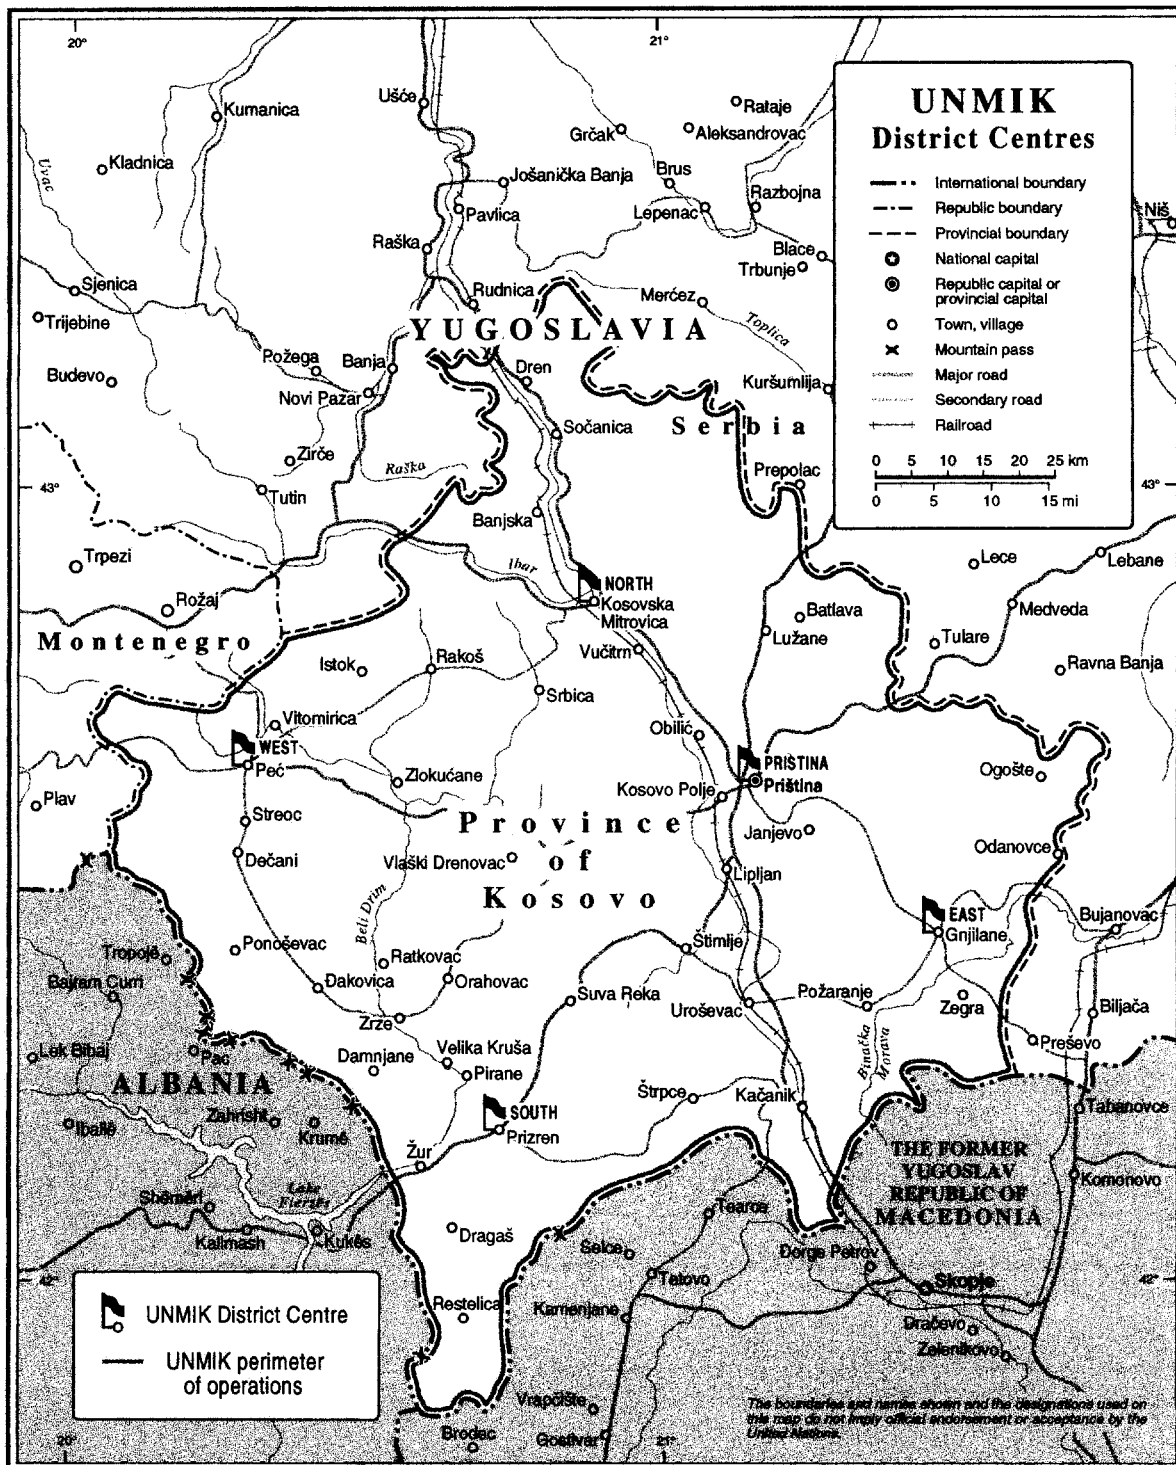 20°
21°
Ušće
Kumanica
Rataje
Grčak
Aleksandrovac
Kladnica
Uvac
Jošanička Banja
Brus
Pavlica
Lepenac
Razbojna
Niš
Raška
Blace
Trbunje
Sjenica
Rudnica
Merćez
Trijebine
YUGOSLAVIA
Toplica
Požega
Banja
Dren
Budevo
Novi Pazar
Kuršumlija
Sočanica
Serbia
Zirče
Raška
Prepolac
43°
43°
Tutin
Banjska
Trpezi
Ibar
Lece
Lebane
NORTH
Rožaj
Kosovska
Mitrovica
Batlava
Medveda
Montenegro
Lužane
Tulare
Vučitrn
Istok
Rakoš
Ravna Banja
Srbica
Vitomirica
Obilić
WEST
Peć
PRIŠTINA
Priština
Ogošte
Zlokućane
Kosovo Polje
Plav
Streoc
Province
of
Kosovo
Janjevo
Dečani
Vlaški Drenovac
Odanovce
Lipljan
Beli Drim
EAST
Gnjilane
Bujanovac
Ponoševac
Štimlje
Tropojë
Ratkovac
Bajram Curri
Đakovica
Orahovac
Suva Reka
Požaranje
Zegra
Biljača
Uroševac
Zrze
Binačka
Morava
Lek Bibaj
Pac
Damnjane
Velika Kruša
Preševo
Pirane
ALBANIA
Štrpce
Kačanik
Zahrisht
SOUTH
Tabanovce
Iballë
Krumë
Prizren
Žur
THE FORMER
YUGOSLAV
REPUBLIC OF
MACEDONIA
Lake
Fierzës
Komonovo
Shëmëri
Tearce
Kallmash
Kukës
Dragaš
Selce
Dorge Petrov
42°
42°
Tetovo
Skopje
Restelica
Kamenjane
Dračevo
Zelenikovo
Vrapčište
Brodec
Gostivar
20°
21°
UNMIK
District Centres
International boundary
Republic boundary
Provincial boundary
National capital
Republic capital or
provincial capital
Town, village
Mountain pass
Major road
Secondary road
Railroad
0 5 10 15 20 25 km
0 5 10 15 mi
UNMIK District Centre
UNMIK perimeter
of operations
The boundaries and names shown and the designations used on
this map do not imply official endorsement or acceptance by the
United Nations.